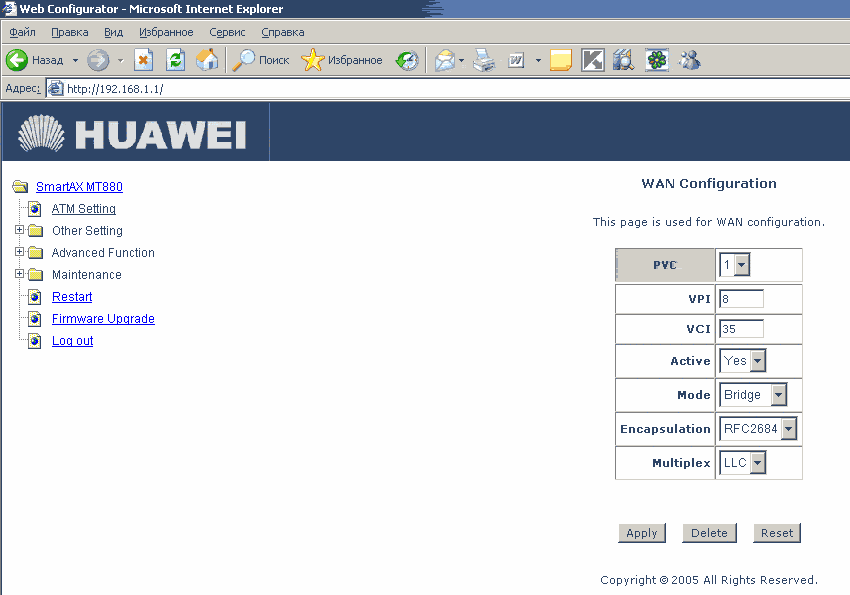 Web Configurator - Microsoft Internet Explorer
Файл Правка Вид Избранное Сервис Справка
Назад Поиск Избранное
Адрес: http://192.168.1.1/
HUAWEI
SmartAX MT880
ATM Setting
Other Setting
Advanced Function
Maintenance
Restart
Firmware Upgrade
Log out
WAN Configuration
This page is used for WAN configuration.
PVC 1
VPI 8
VCI 35
Active Yes
Mode Bridge
Encapsulation RFC2684
Multiplex LLC
Apply Delete Reset
Copyright © 2005 All Rights Reserved.